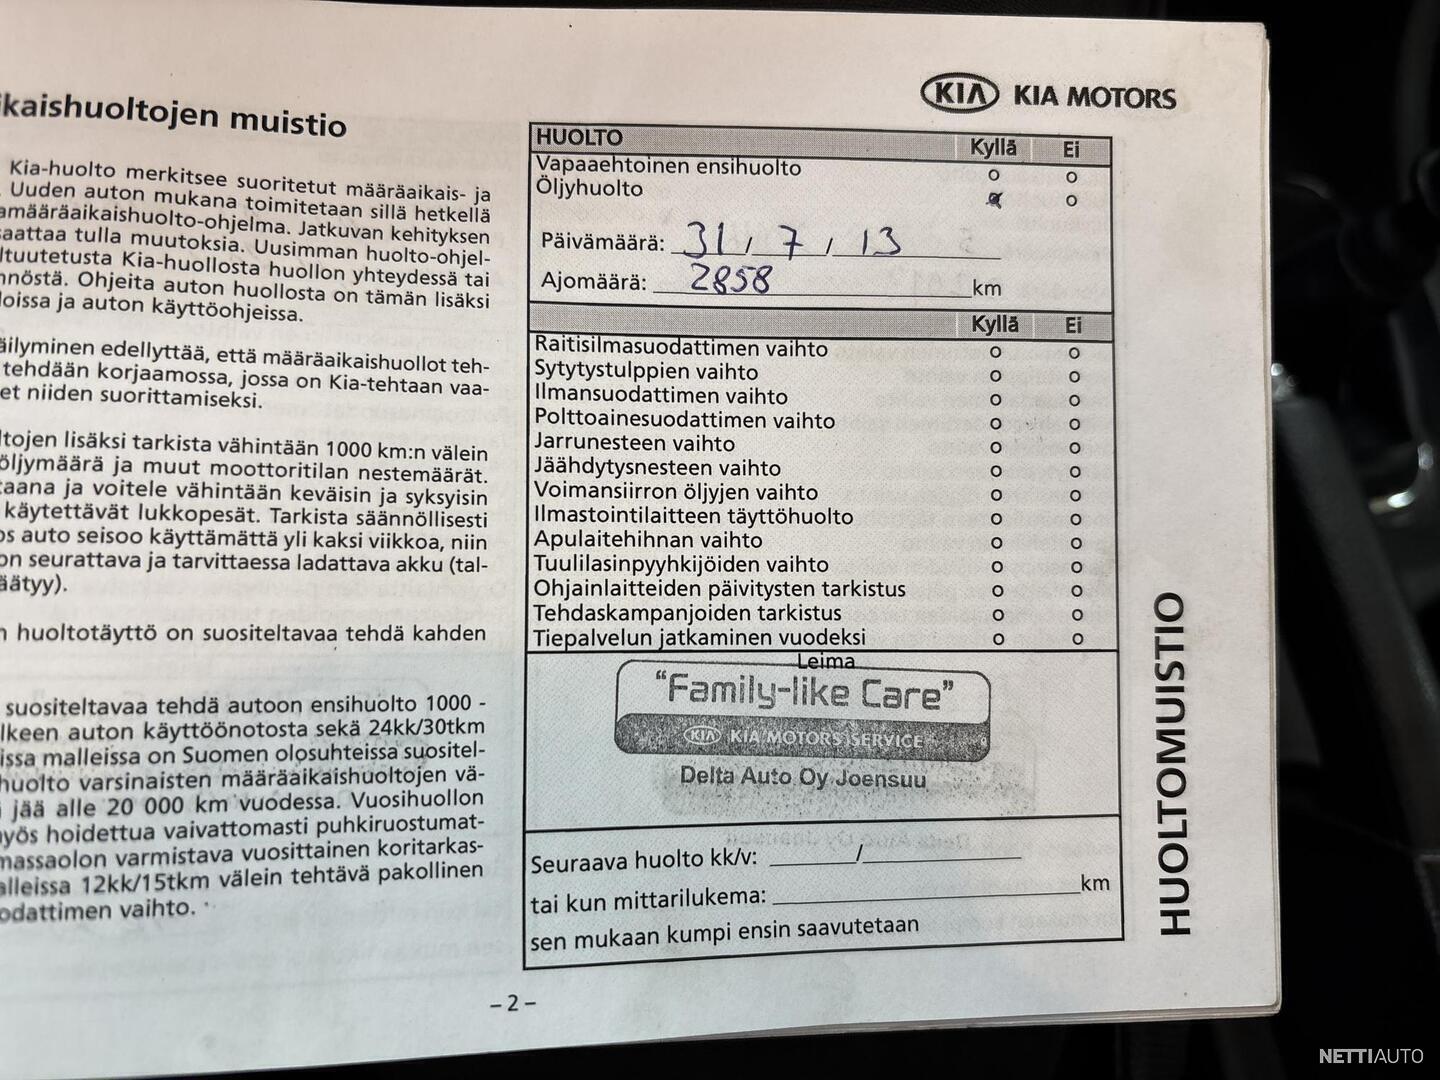 KIA KIA MOTORS
ikaishuoltojen muistio
Kia-huolto merkitsee suoritetut määräaikais- ja
. Uuden auton mukana toimitetaan sillä hetkellä
amääräaikaishuolto-ohjelma. Jatkuvan kehityksen
saattaa tulla muutoksia. Uusimman huolto-ohjel-
ltuutetusta Kia-huollosta huollon yhteydessä tai
nnöstä. Ohjeita auton huollosta on tämän lisäksi
loissa ja auton käyttöohjeissa.
äilyminen edellyttää, että määräaikaishuollot teh-
tehdään korjaamossa, jossa on Kia-tehtaan vaa-
et niiden suorittamiseksi.
ltojen lisäksi tarkista vähintään 1000 km:n välein
öljymäärä ja muut moottoritilan nestemäärät.
taana ja voitele vähintään keväisin ja syksyisin
käytettävät lukkopesät. Tarkista säännöllisesti
os auto seisoo käyttämättä yli kaksi viikkoa, niin
on seurattava ja tarvittaessa ladattava akku (tal-
äätyy).
n huoltotäyttö on suositeltavaa tehdä kahden
suositeltavaa tehdä autoon ensihuolto 1000 -
lkeen auton käyttöönotosta sekä 24kk/30tkm
issa malleissa on Suomen olosuhteissa suositel-
huolto varsinaisten määräaikaishuoltojen vä-
jää alle 20 000 km vuodessa. Vuosihuollon
yös hoidettua vaivattomasti puhkiruostumat-
massaolon varmistava vuosittainen koritarkas-
alleissa 12kk/15tkm välein tehtävä pakollinen
odattimen vaihto.
HUOLTO Kyllä Ei
Vapaaehtoinen ensihuolto o o
Öljyhuolto o o
Päivämäärä: 31 / 7 / 13
Ajomäärä: 2858 km
Kyllä Ei
Raitisilmasuodattimen vaihto o o
Sytytystulppien vaihto o o
Ilmansuodattimen vaihto o o
Polttoainesuodattimen vaihto o o
Jarrunesteen vaihto o o
Jäähdytysnesteen vaihto o o
Voimansiirron öljyjen vaihto o o
Ilmastointilaitteen täyttöhuolto o o
Apulaitehihnan vaihto o o
Tuulilasinpyyhkijöiden vaihto o o
Ohjainlaitteiden päivitysten tarkistus o o
Tehdaskampanjoiden tarkistus o o
Tiepalvelun jatkaminen vuodeksi o o
Leima
"Family-like Care"
KIA KIA MOTORS SERVICE
Delta Auto Oy Joensuu
Seuraava huolto kk/v: ______/____________
tai kun mittarilukema: ____________ km
sen mukaan kumpi ensin saavutetaan
HUOLTOMUISTIO
– 2 –
NETTIAUTO